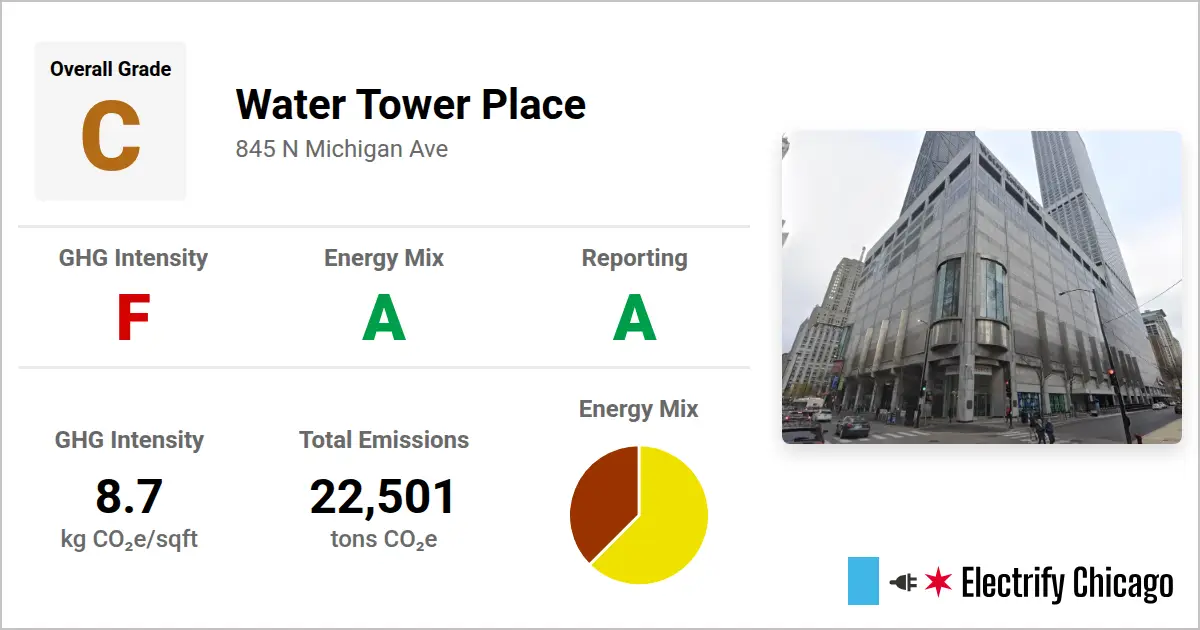 Overall Grade
C
Water Tower Place
845 N Michigan Ave
GHG Intensity
F
Energy Mix
A
Reporting
A
GHG Intensity
8.7
kg CO₂e/sqft
Total Emissions
22,501
tons CO₂e
Energy Mix
Electrify Chicago